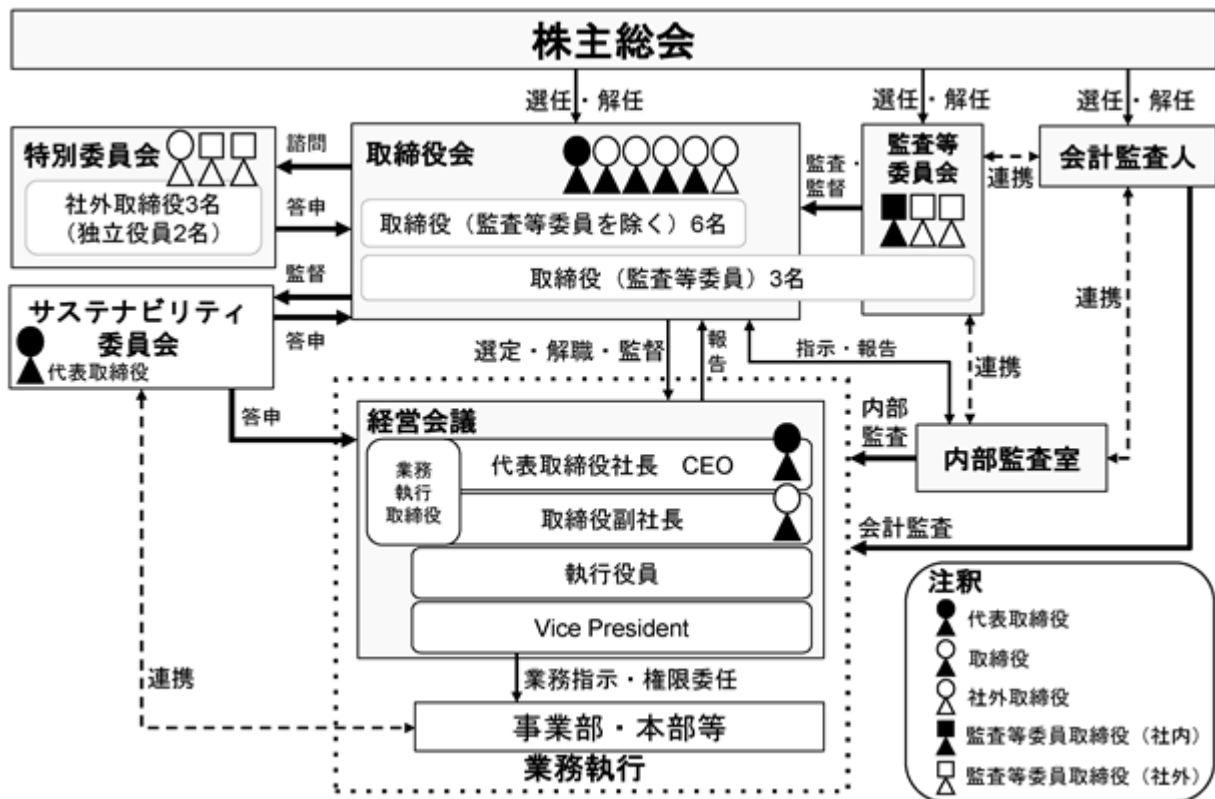 株主総会
選任・解任
選任・解任
選任・解任
特別委員会
社外取締役3名
（独立役員2名）
諮問
答申
取締役会
取締役（監査等委員を除く）6名
取締役（監査等委員）3名
監査・
監督
監査等
委員会
連携
会計監査人
監督
答申
サステナビリティ
委員会
代表取締役
選定・解職・監督
報
告
指示・報告
連携
連携
答申
経営会議
業務
執行
取締役
代表取締役社長　CEO
取締役副社長
執行役員
Vice President
内部
監査
内部監査室
会計監査
連携
業務指示・権限委任
事業部・本部等
業務執行
注釈
代表取締役
取締役
社外取締役
監査等委員取締役（社内）
監査等委員取締役（社外）